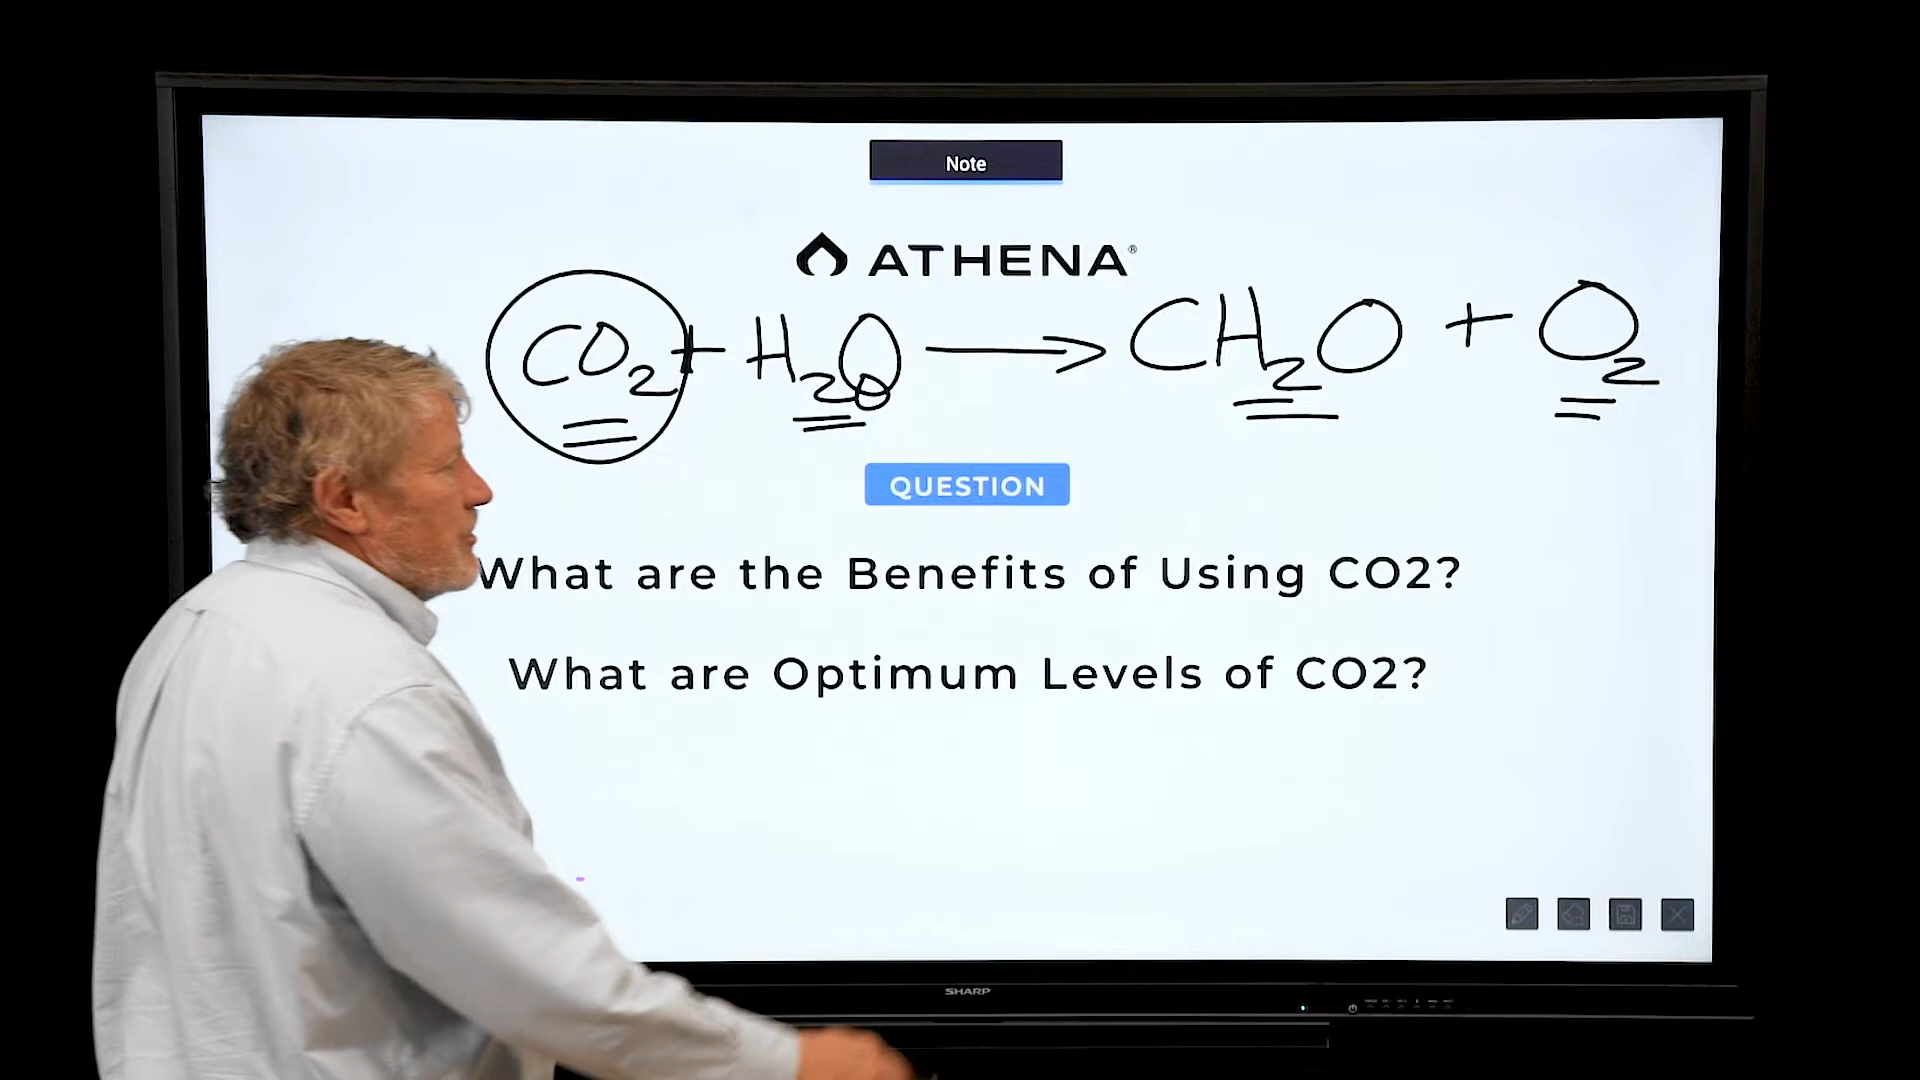 Note
ATHENA®
CO₂ + H₂O → CH₂O + O₂
QUESTION
What are the Benefits of Using CO2?
What are Optimum Levels of CO2?
SHARP